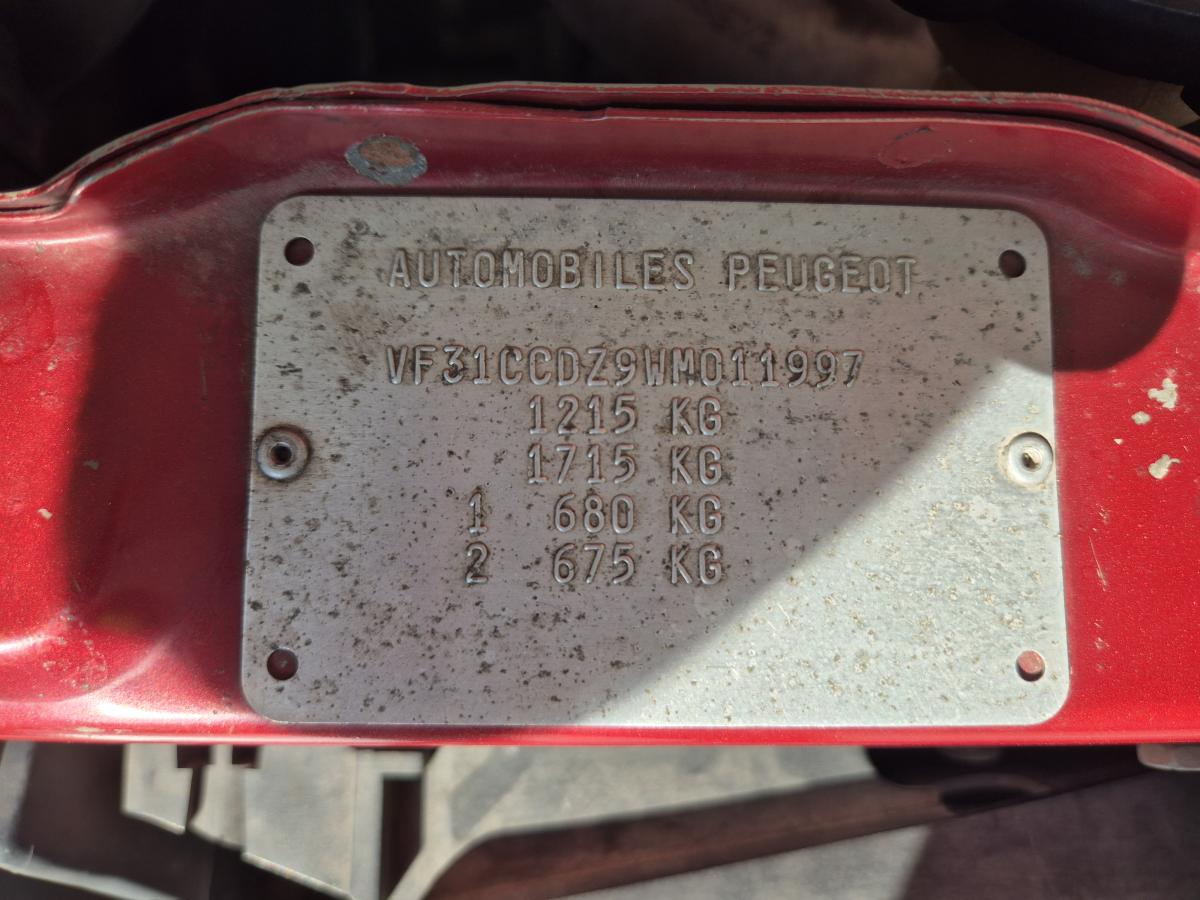 AUTOMOBILES PEUGEOT
VF31CCDZ9WM011997
1215 KG
1715 KG
1 680 KG
2 675 KG